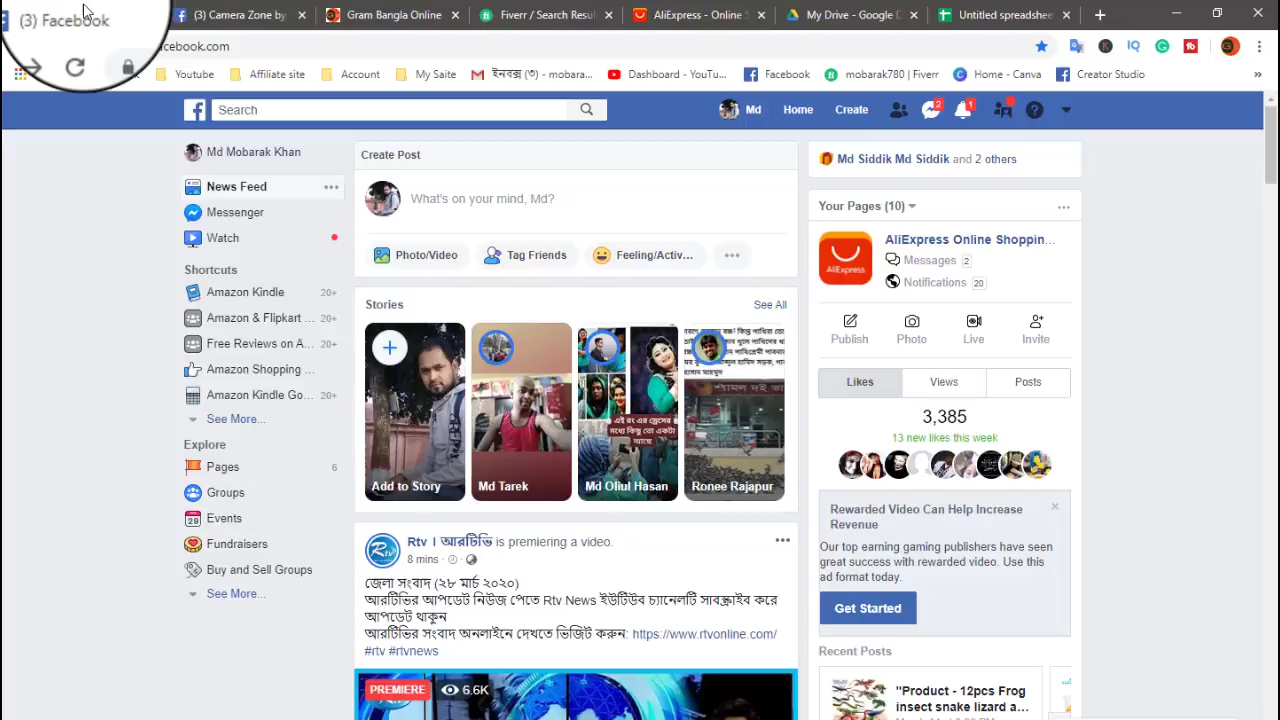 (3) Facebook
(3) Camera Zone by
Gram Bangla Online
Fiverr / Search Resul
AliExpress - Online S
My Drive - Google D
Untitled spreadshee
cebook.com
Youtube
Affiliate site
Account
My Saite
ইনবক্স (৩) - mobara...
Dashboard - YouTu...
Facebook
mobarak780 | Fiverr
Home - Canva
Creator Studio
Search
Md
Home
Create
2
1
Md Mobarak Khan
News Feed
Messenger
Watch
Shortcuts
Amazon Kindle 20+
Amazon & Flipkart ... 20+
Free Reviews on A... 20+
Amazon Shopping ...
Amazon Kindle Go... 20+
See More...
Explore
Pages 6
Groups
Events
Fundraisers
Buy and Sell Groups
See More...
Create Post
What's on your mind, Md?
Photo/Video
Tag Friends
Feeling/Activ...
Stories
See All
Add to Story
Md Tarek
এই রং এর ড্রেসের
মধ্যে কিন্তু তো একটা
আছে
Md Oliul Hasan
Ronee Rajapur
Rtv । আরটিভি is premiering a video.
8 mins
জেলা সংবাদ (২৮ মার্চ ২০২০)
আরটিভির আপডেট নিউজ পেতে Rtv News ইউটিউব চ্যানেলটি সাবস্ক্রাইব করে
আপডেট থাকুন
আরটিভির সংবাদ অনলাইনে দেখতে ভিজিট করুন: https://www.rtvonline.com/
#rtv #rtvnews
PREMIERE
6.6K
Md Siddik Md Siddik and 2 others
Your Pages (10)
AliExpress Online Shoppin...
AliExpress
Messages 2
Notifications 20
Publish
Photo
Live
Invite
Likes
Views
Posts
3,385
13 new likes this week
Rewarded Video Can Help Increase
Revenue
Our top earning gaming publishers have seen
great success with rewarded video. Use this
ad format today.
Get Started
Recent Posts
"Product - 12pcs Frog
insect snake lizard a...